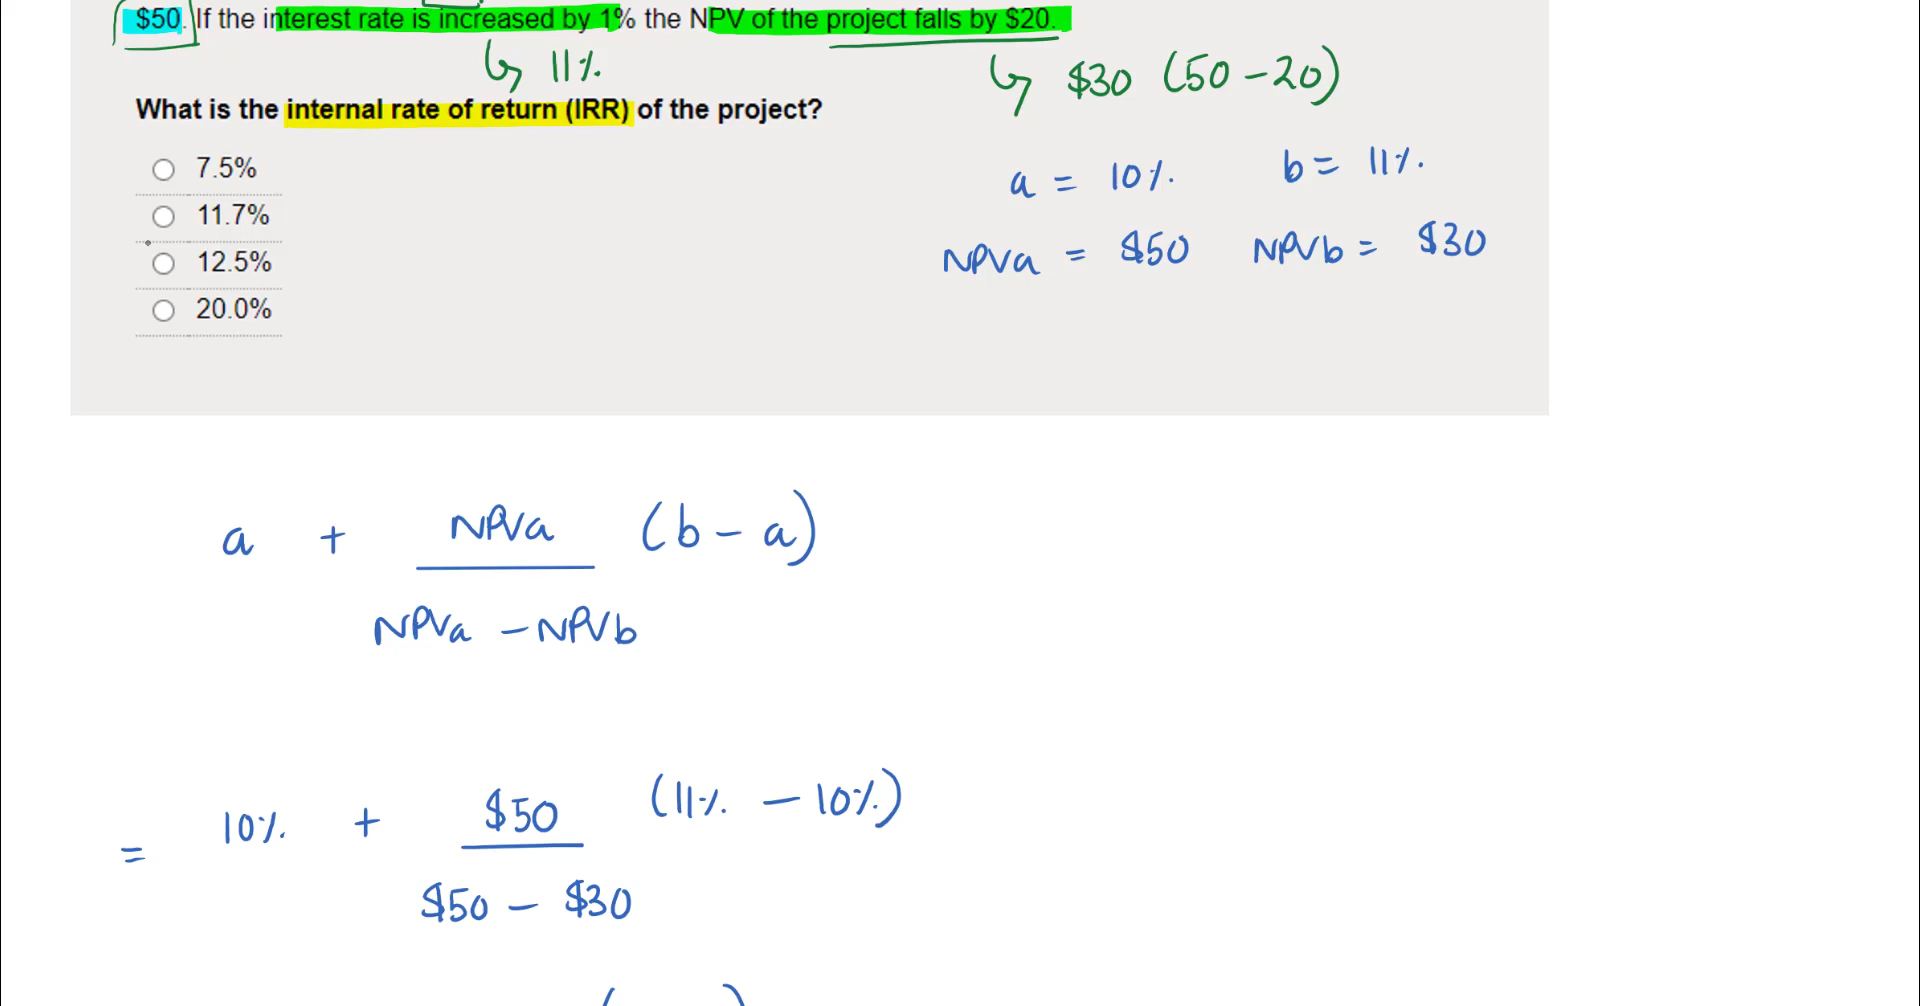 $50. If the interest rate is increased by 1% the NPV of the project falls by $20.
↳ 11%
↳ $30 (50 - 20)
What is the internal rate of return (IRR) of the project?
7.5%
11.7%
12.5%
20.0%
a = 10% b = 11%
NPVa = $50 NPVb = $30
a + NPVa (b - a)
NPVa - NPVb
= 10% + $50 (11% - 10%)
$50 - $30